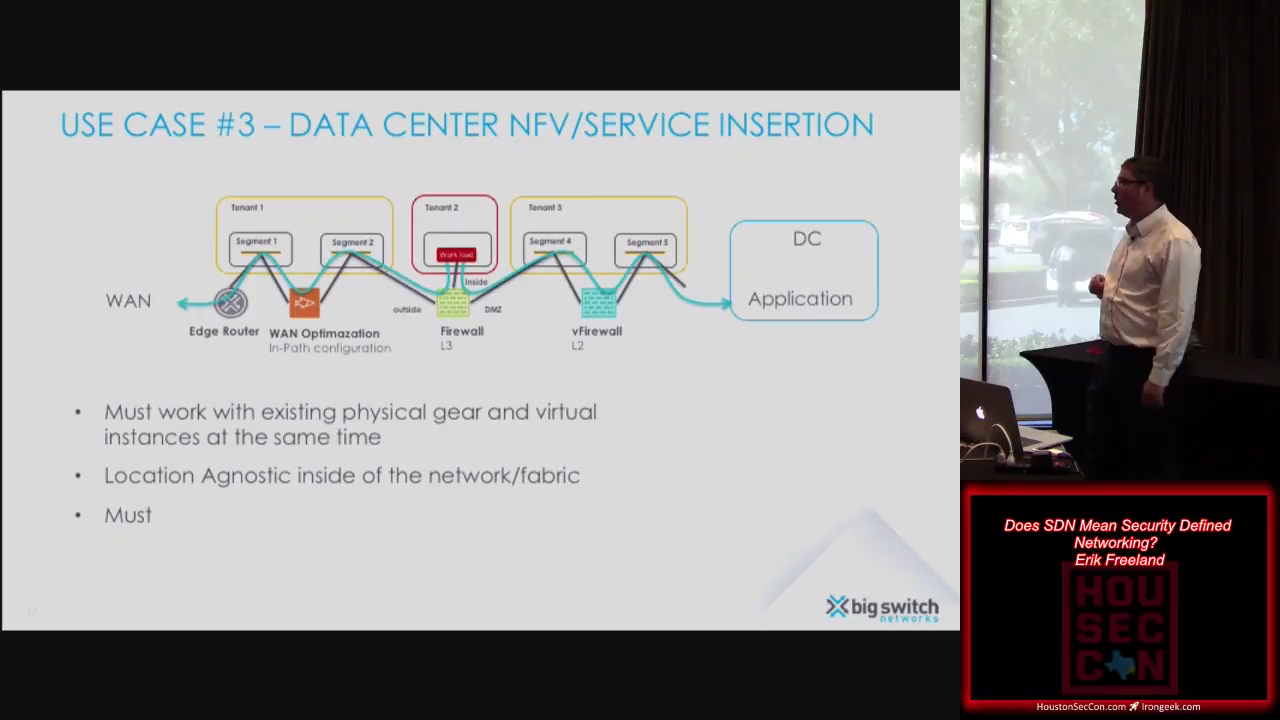 USE CASE #3 – DATA CENTER NFV/SERVICE INSERTION
Tenant 1
Tenant 2
Tenant 3
Segment 1
Segment 2
Segment 4
Segment 5
DC
Work load
Inside
WAN
Application
outside
DMZ
Edge Router
WAN Optimazation
In-Path configuration
Firewall
L3
vFirewall
L2
• Must work with existing physical gear and virtual
instances at the same time
• Location Agnostic inside of the network/fabric
• Must
17
big switch
networks
Does SDN Mean Security Defined
Networking?
Erik Freeland
HOU
SEC
CON
HoustonSecCon.com Irongeek.com